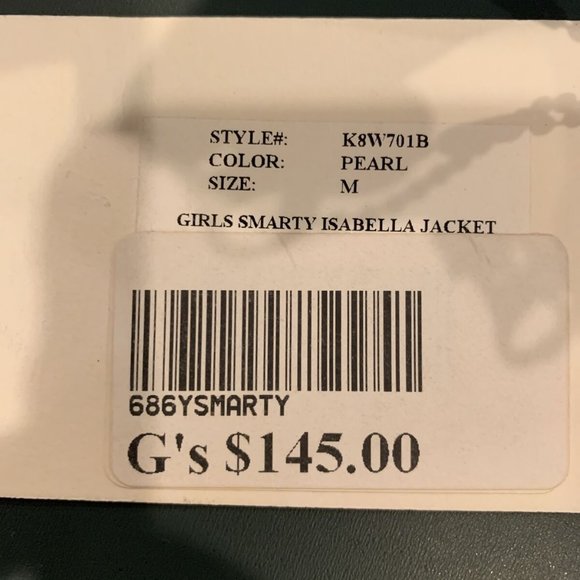 STYLE#: K8W701B
COLOR: PEARL
SIZE: M
GIRLS SMARTY ISABELLA JACKET
686YSMARTY
G's $145.00